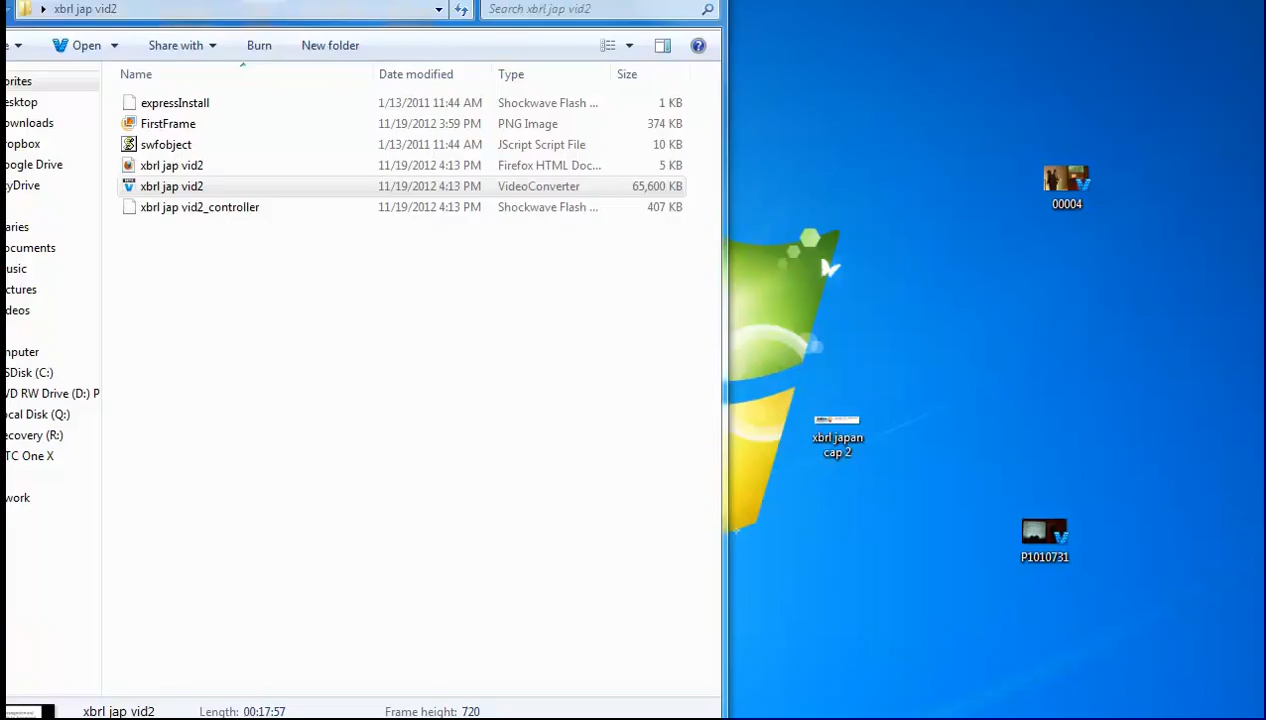 xbrl jap vid2
Search xbrl jap vid2
Open
Share with
Burn
New folder
Name
Date modified
Type
Size
expressInstall 1/13/2011 11:44 AM Shockwave Flash ... 1 KB
FirstFrame 11/19/2012 3:59 PM PNG Image 374 KB
swfobject 1/13/2011 11:44 AM JScript Script File 10 KB
xbrl jap vid2 11/19/2012 4:13 PM Firefox HTML Doc... 5 KB
xbrl jap vid2 11/19/2012 4:13 PM VideoConverter 65,600 KB
xbrl jap vid2_controller 11/19/2012 4:13 PM Shockwave Flash ... 407 KB
orites
esktop
ownloads
opbox
oogle Drive
yDrive
aries
ocuments
usic
ctures
deos
mputer
SDisk (C:)
VD RW Drive (D:) P
ocal Disk (Q:)
ecovery (R:)
TC One X
work
xbrl jap vid2 Length: 00:17:57 Frame height: 720
00004
xbrl japan
cap 2
P1010731